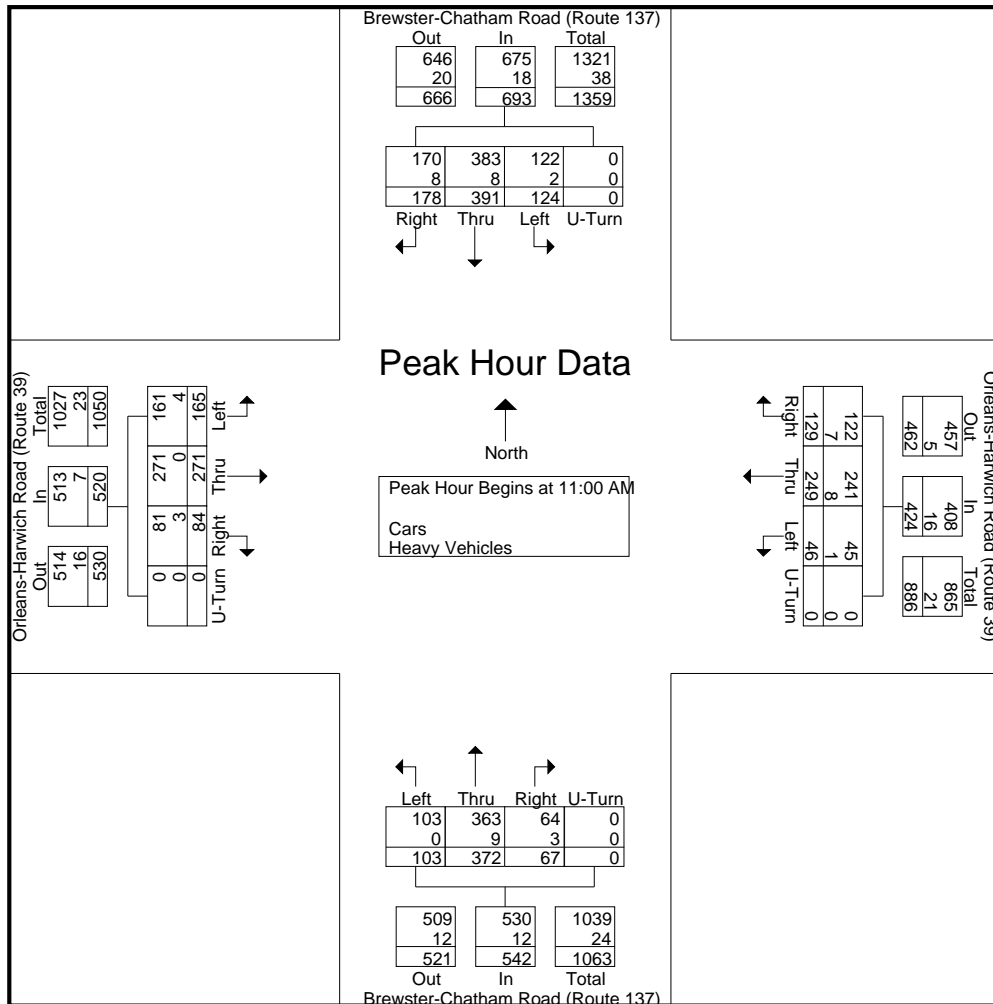 Brewster-Chatham Road (Route 137)
Out In Total
646 675 1321
20 18 38
666 693 1359
170 383 122 0
8 8 2 0
178 391 124 0
Right Thru Left U-Turn
Peak Hour Data
North
Peak Hour Begins at 11:00 AM
Cars
Heavy Vehicles
Orleans-Harwich Road (Route 39)
Total In Out
1027 513 514
23 7 16
1050 520 530
161 271 81 0
4 0 3 0
165 271 84 0
Left Thru Right U-Turn
Orleans-Harwich Road (Route 39)
Out In Total
457 408 865
5 16 21
462 424 886
122 241 45 0
7 8 1 0
129 249 46 0
Right Thru Left U-Turn
Left Thru Right U-Turn
103 363 64 0
0 9 3 0
103 372 67 0
509 530 1039
12 12 24
521 542 1063
Out In Total
Brewster-Chatham Road (Route 137)